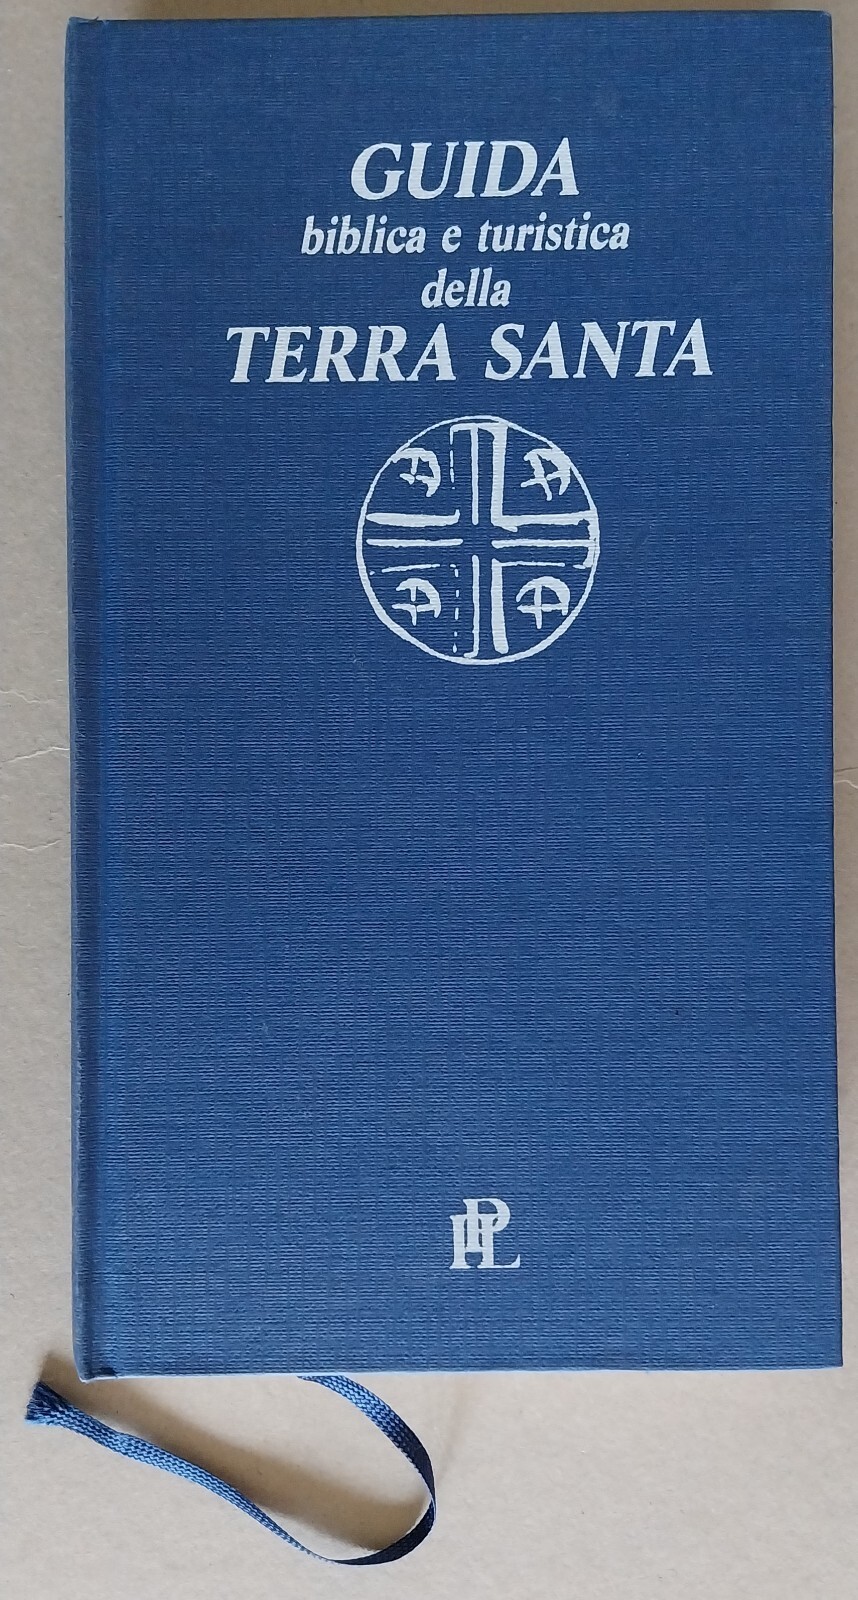 GUIDA
biblica e turistica
della
TERRA SANTA